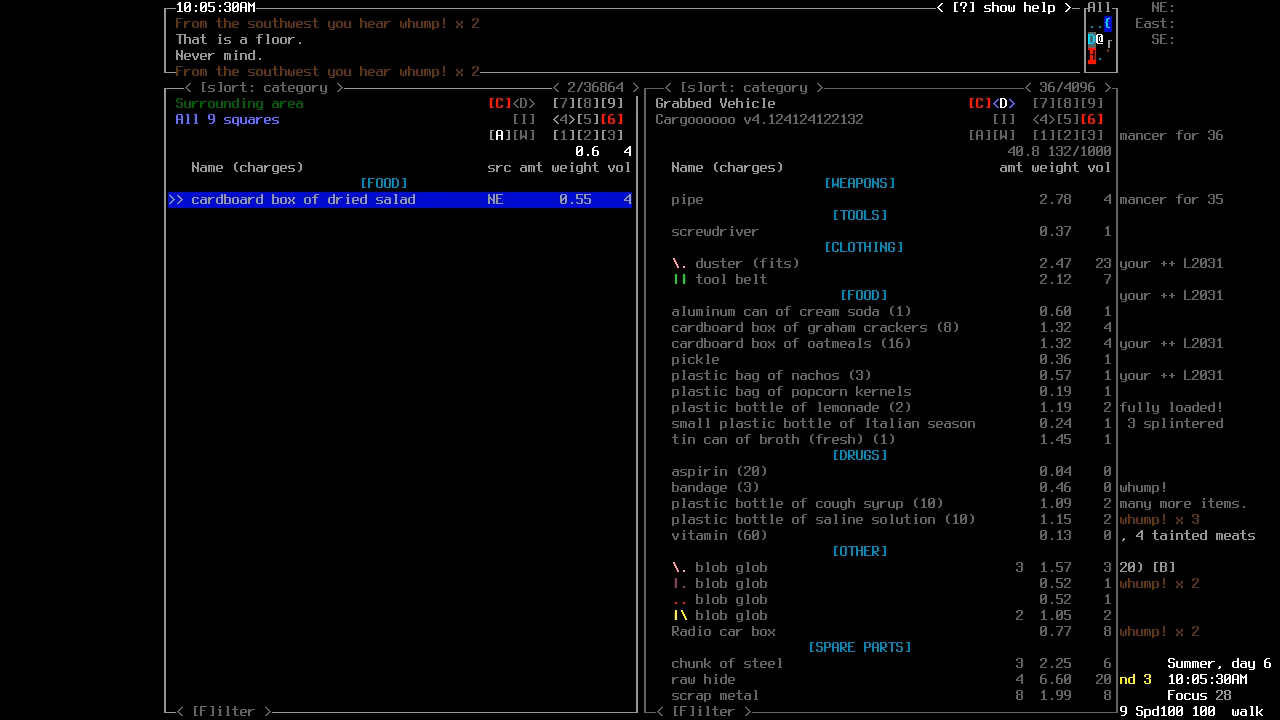 10:05:30AM < [?] show help > All NE:
From the southwest you hear whump! x 2 ..{
That is a floor. D@┌ East:
Never mind. SE:
From the southwest you hear whump! x 2
< [s]ort: category > < 2/36864 > < [s]ort: category > < 36/4096 >
Surrounding area [C]<D> [7][8][9] Grabbed Vehicle [C]<D> [7][8][9]
All 9 squares [I] <4>[5][6] Cargoooooo v4.124124122132 [I] <4>[5][6]
[A][W] [1][2][3] [A][W] [1][2][3] mancer for 36
0.6 4 40.8 132/1000
Name (charges) src amt weight vol Name (charges) amt weight vol
[FOOD] [WEAPONS]
>> cardboard box of dried salad NE 0.55 4 pipe 2.78 4 mancer for 35
[TOOLS]
screwdriver 0.37 1
[CLOTHING]
\. duster (fits) 2.47 23 your ++ L2031
|| tool belt 2.12 7
[FOOD] your ++ L2031
aluminum can of cream soda (1) 0.60 1
cardboard box of graham crackers (8) 1.32 4
cardboard box of oatmeals (16) 1.32 4 your ++ L2031
pickle 0.36 1
plastic bag of nachos (3) 0.57 1 your ++ L2031
plastic bag of popcorn kernels 0.19 1
plastic bottle of lemonade (2) 1.19 2 fully loaded!
small plastic bottle of Italian season 0.24 1 3 splintered
tin can of broth (fresh) (1) 1.45 1
[DRUGS]
aspirin (20) 0.04 0
bandage (3) 0.46 0 whump!
plastic bottle of cough syrup (10) 1.09 2 many more items.
plastic bottle of saline solution (10) 1.15 2 whump! x 3
vitamin (60) 0.13 0 , 4 tainted meats
[OTHER]
\. blob glob 3 1.57 3 20) [B]
|. blob glob 0.52 1 whump! x 2
.. blob glob 0.52 1
|\ blob glob 2 1.05 2
Radio car box 0.77 8 whump! x 2
[SPARE PARTS]
chunk of steel 3 2.25 6 Summer, day 6
raw hide 4 6.60 20 nd 3 10:05:30AM
scrap metal 8 1.99 8 Focus 28
< [F]ilter > < [F]ilter > 9 Spd100 100 walk